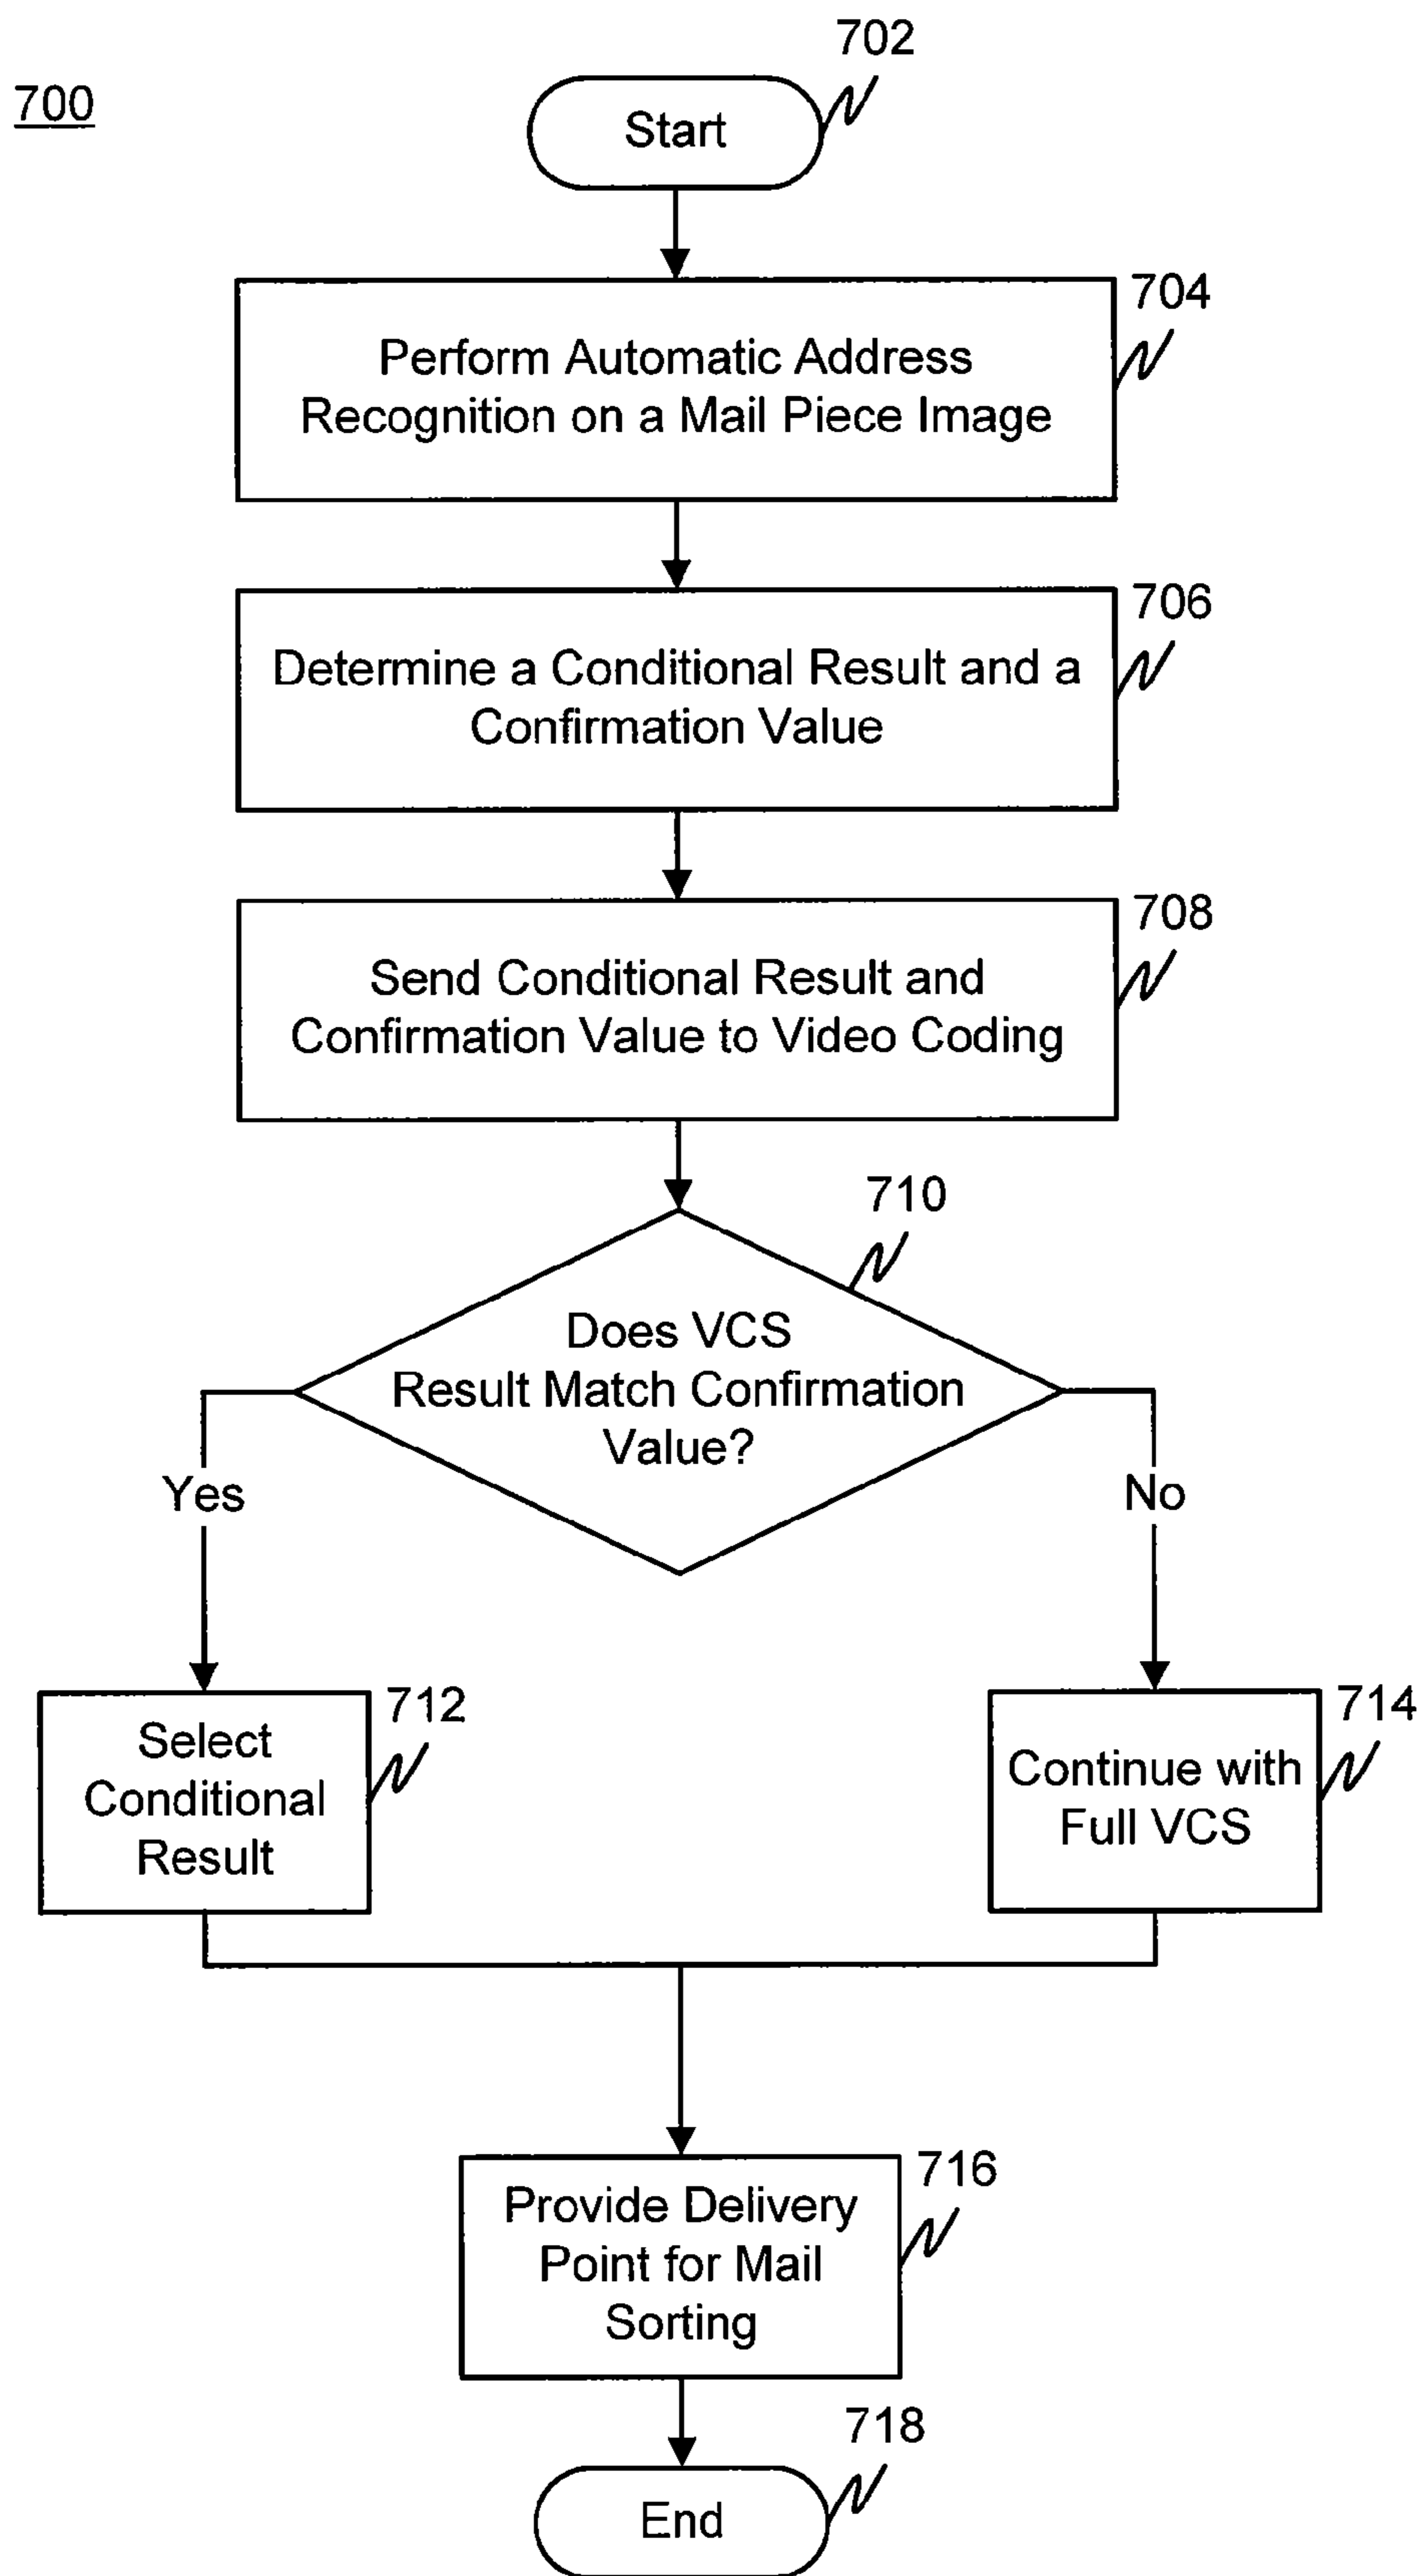 702
700
Start
704
Perform Automatic Address
Recognition on a Mail Piece Image
706
Determine a Conditional Result and a
Confirmation Value
708
Send Conditional Result and
Confirmation Value to Video Coding
710
Does VCS
Result Match Confirmation
Value?
Yes
No
712
Select
Conditional
Result
714
Continue with
Full VCS
716
Provide Delivery
Point for Mail
Sorting
718
End